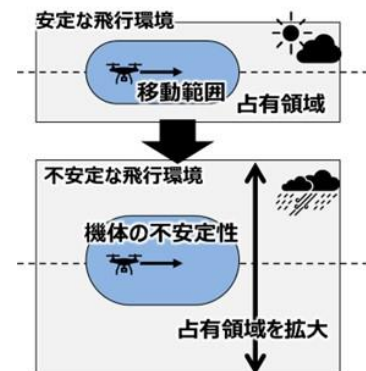 安定な飛行環境
移動範囲
占有領域
不安定な飛行環境
機体の不安定性
占有領域を拡大